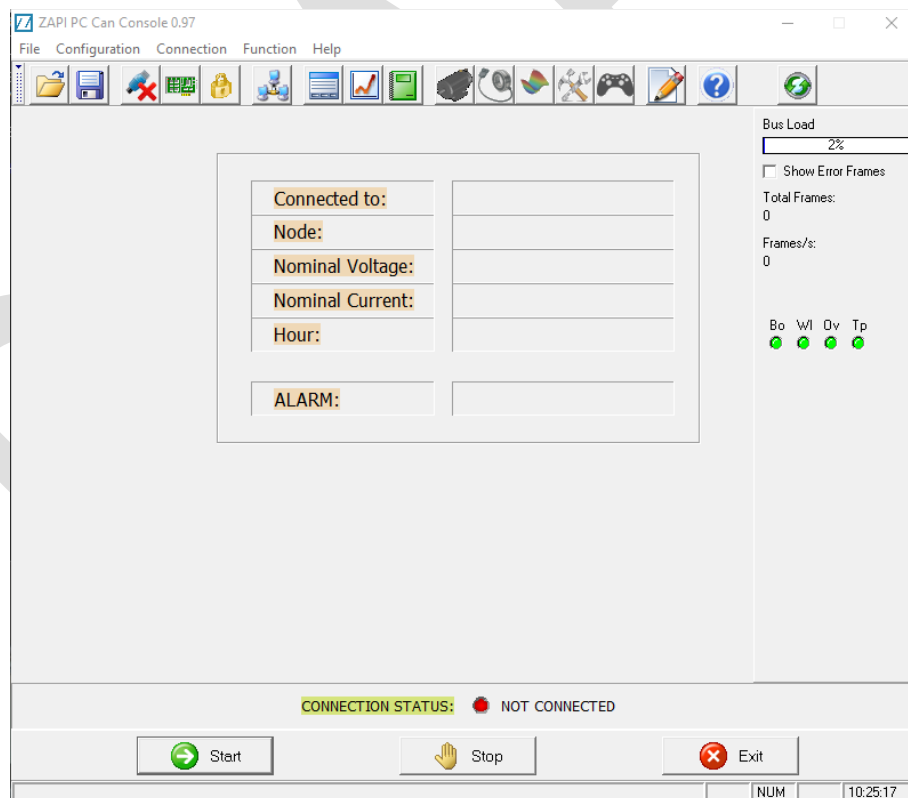 ZAPI PC Can Console 0.97
File Configuration Connection Function Help
Bus Load
2%
Show Error Frames
Total Frames:
0
Frames/s:
0
Bo Wl Ov Tp
Connected to:
Node:
Nominal Voltage:
Nominal Current:
Hour:
ALARM:
CONNECTION STATUS: NOT CONNECTED
Start Stop Exit
NUM 10:25:17